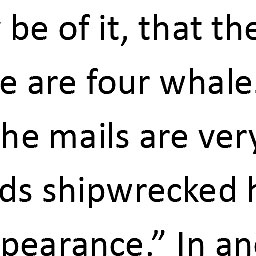 be of it, that the
e are four whale
he mails are very
ds shipwrecked h
pearance.” In an